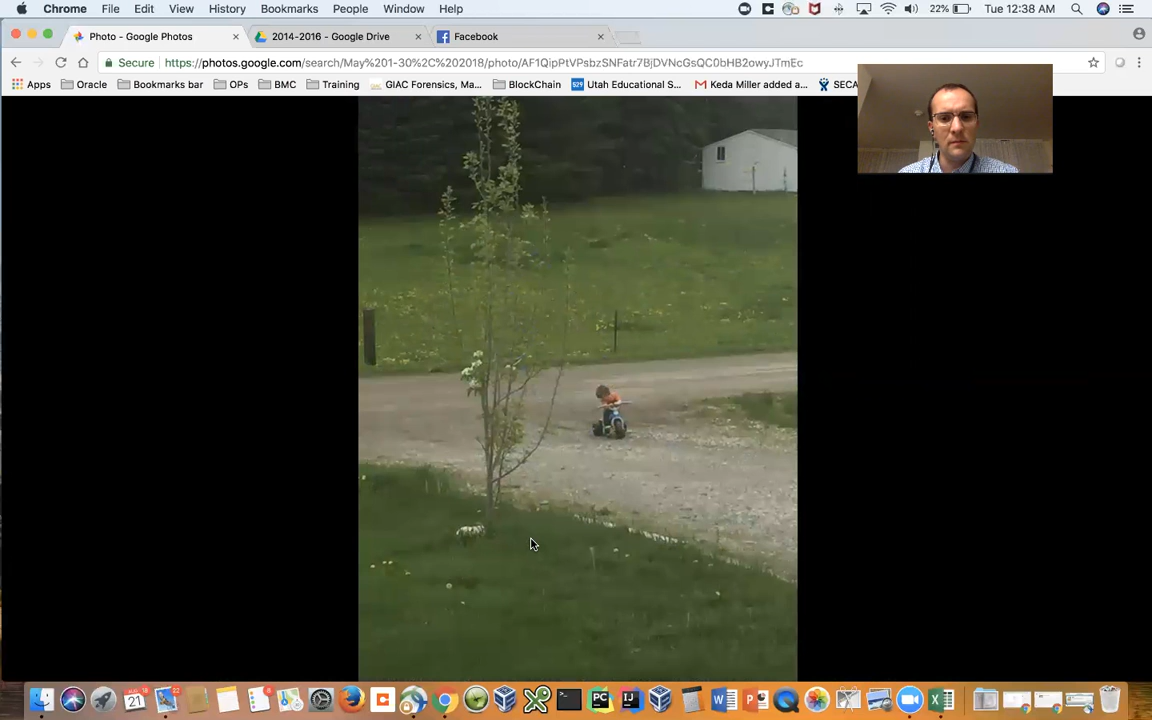 Chrome File Edit View History Bookmarks People Window Help 22% Tue 12:38 AM
Photo - Google Photos 2014-2016 - Google Drive Facebook
Secure https://photos.google.com/search/May%201-30%2C%202018/photo/AF1QipPtVPsbzSNFatr7BjDVNcGsQC0bHB2owyJTmEc
Apps Oracle Bookmarks bar OPs BMC Training GIAC Forensics, Ma... BlockChain Utah Educational S... Keda Miller added a... SECA